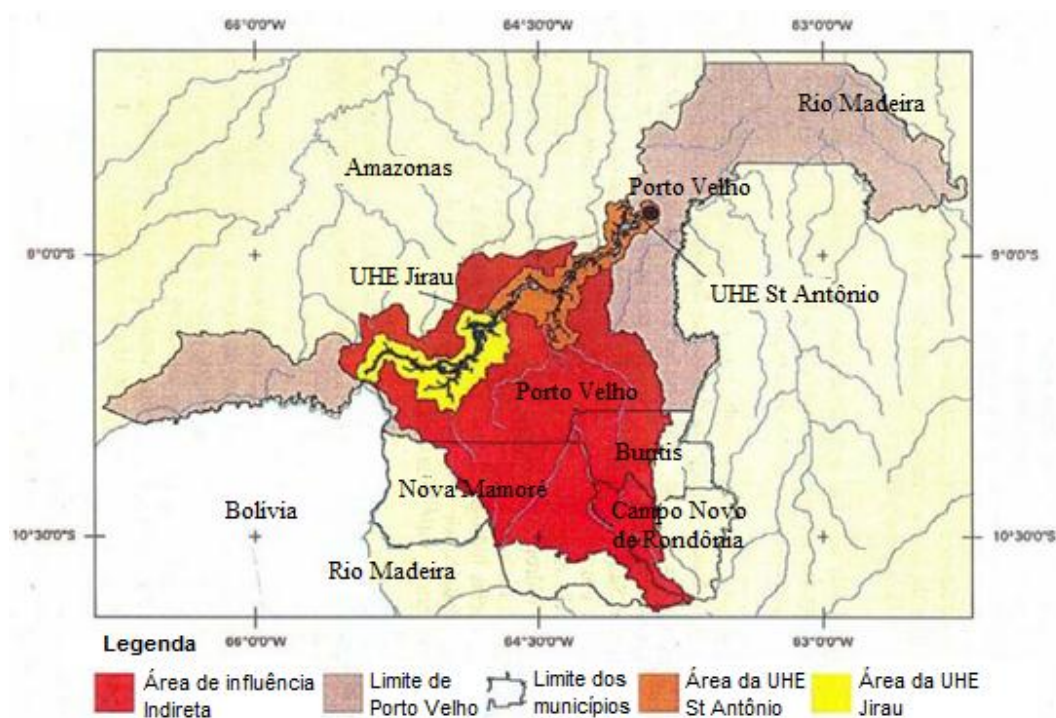 66°0'0"W 64°30'0"W 63°0'0"W
Rio Madeira
Amazonas
Porto Velho
9°0'0"S 9°0'0"S
UHE Jirau
UHE St Antônio
Porto Velho
Buntis
Nova Mamoré
Bolívia
Campo Novo
de Rondônia
10°30'0"S 10°30'0"S
Rio Madeira
66°0'0"W 64°30'0"W 63°0'0"W
Legenda
Área de influência
Indireta
Limite de
Porto Velho
Limite dos
municípios
Área da UHE
St Antônio
Área da UHE
Jirau